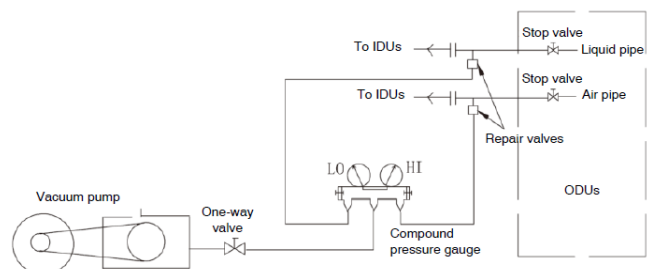 Stop valve
To IDUs
Liquid pipe
Stop valve
To IDUs
Air pipe
Repair valves
LO
HI
Vacuum pump
One-way
valve
ODUs
Compound
pressure gauge